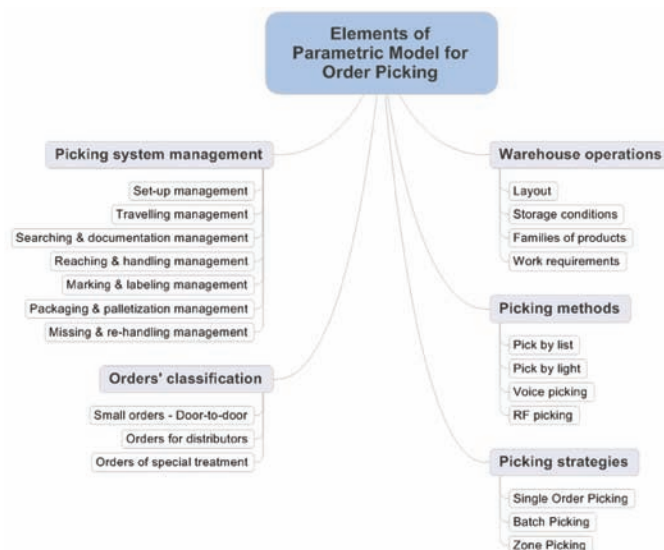 Elements of
Parametric Model for
Order Picking
Picking system management
Set-up management
Travelling management
Searching & documentation management
Reaching & handling management
Marking & labeling management
Packaging & palletization management
Missing & re-handling management
Orders' classification
Small orders - Door-to-door
Orders for distributors
Orders of special treatment
Warehouse operations
Layout
Storage conditions
Families of products
Work requirements
Picking methods
Pick by list
Pick by light
Voice picking
RF picking
Picking strategies
Single Order Picking
Batch Picking
Zone Picking